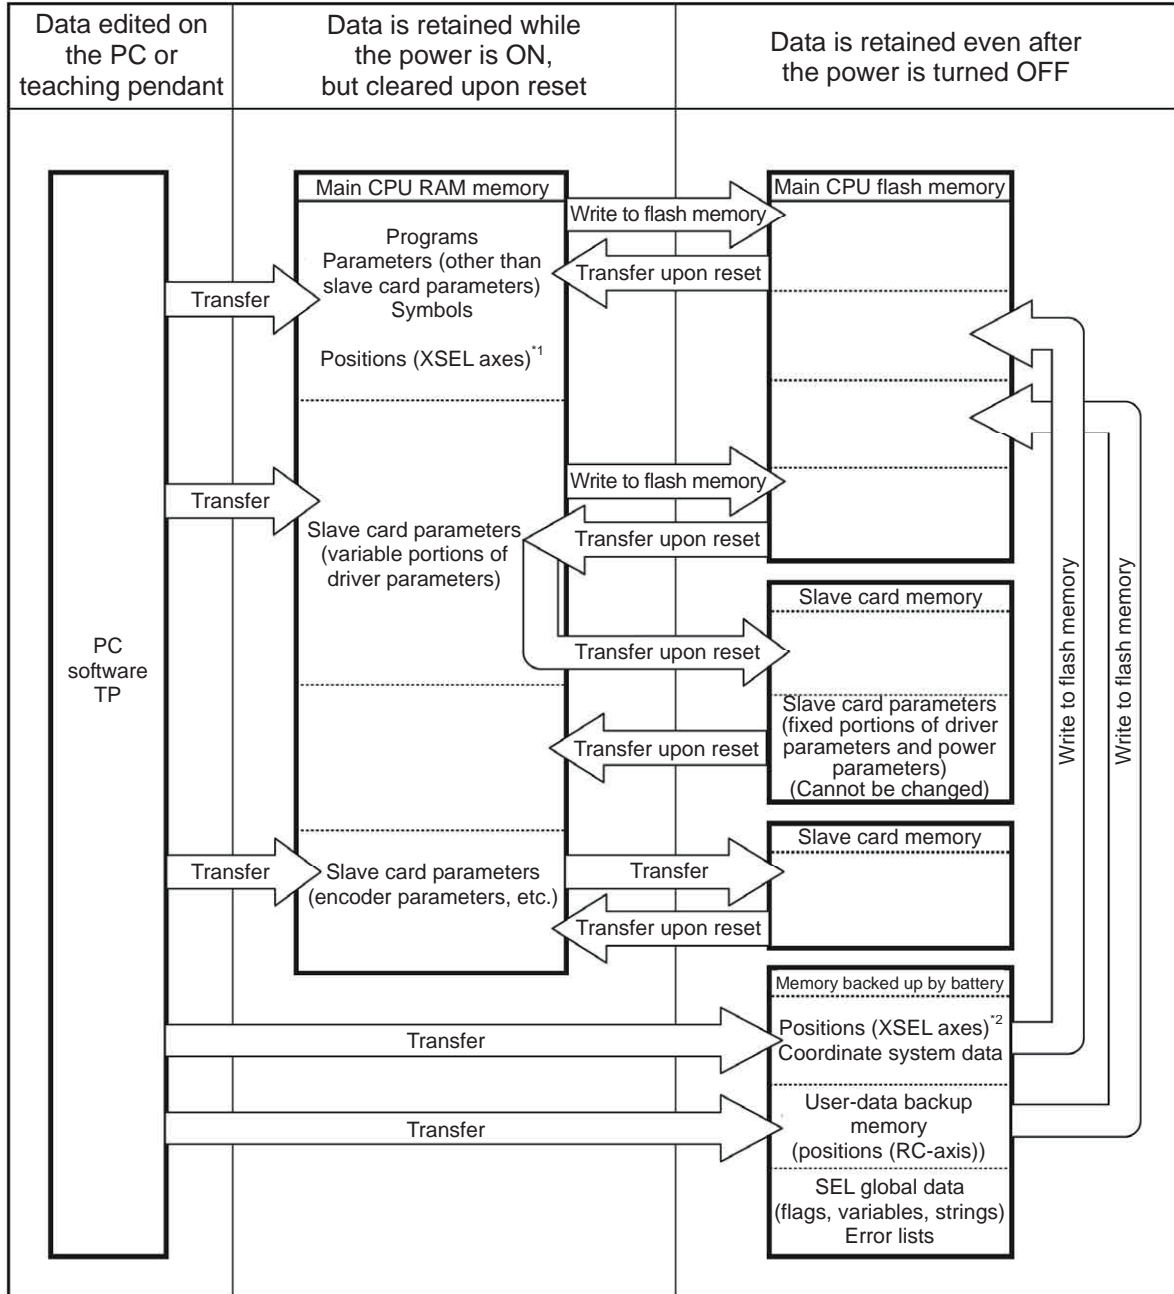 Data edited on
the PC or
teaching pendant
Data is retained while
the power is ON,
but cleared upon reset
Data is retained even after
the power is turned OFF
PC
software
TP
Transfer
Transfer
Transfer
Transfer
Transfer
Main CPU RAM memory
Programs
Parameters (other than
slave card parameters)
Symbols
Positions (XSEL axes)*1
Slave card parameters
(variable portions of
driver parameters)
Slave card parameters
(encoder parameters, etc.)
Write to flash memory
Transfer upon reset
Write to flash memory
Transfer upon reset
Transfer upon reset
Transfer upon reset
Transfer
Transfer upon reset
Main CPU flash memory
Slave card memory
Slave card parameters
(fixed portions of driver
parameters and power
parameters)
(Cannot be changed)
Slave card memory
Memory backed up by battery
Positions (XSEL axes)*2
Coordinate system data
User-data backup
memory
(positions (RC-axis))
SEL global data
(flags, variables, strings)
Error lists
Write to flash memory
Write to flash memory